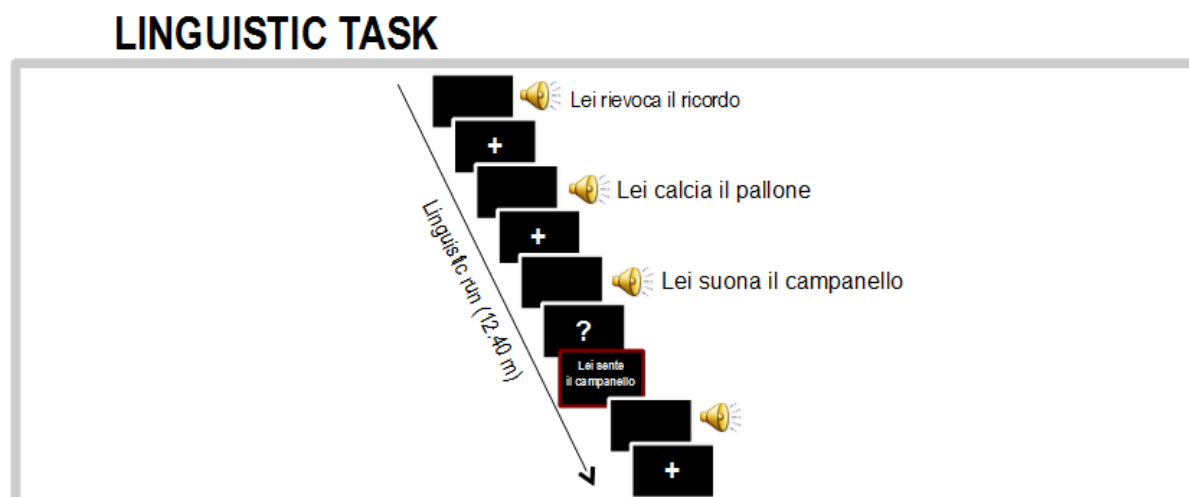 LINGUISTIC TASK
Lei rievoca il ricordo
+
Lei calcia il pallone
+
Lei suona il campanello
?
Lei sente
il campanello
+
Linguistic run (12.40 m)